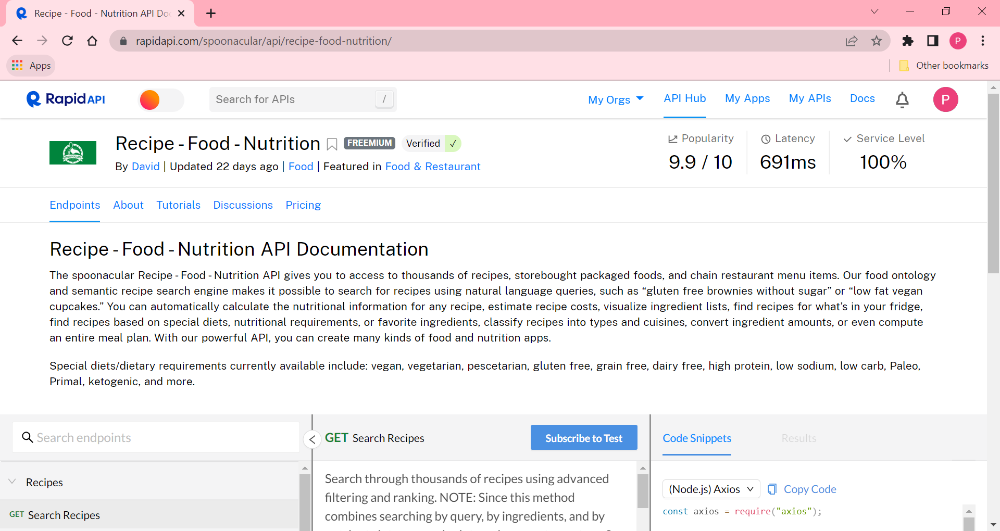 Recipe - Food - Nutrition API Do
rapidapi.com/spoonacular/api/recipe-food-nutrition/
P
Apps
Other bookmarks
Rapid API
Search for APIs
/
My Orgs
API Hub
My Apps
My APIs
Docs
P
spoonacular
Recipe - Food - Nutrition
FREEMIUM
Verified ✓
By David | Updated 22 days ago | Food | Featured in Food & Restaurant
Popularity
9.9 / 10
Latency
691ms
Service Level
100%
Endpoints
About
Tutorials
Discussions
Pricing
Recipe - Food - Nutrition API Documentation
The spoonacular Recipe - Food - Nutrition API gives you to access to thousands of recipes, storebought packaged foods, and chain restaurant menu items. Our food ontology
and semantic recipe search engine makes it possible to search for recipes using natural language queries, such as “gluten free brownies without sugar” or “low fat vegan
cupcakes.” You can automatically calculate the nutritional information for any recipe, estimate recipe costs, visualize ingredient lists, find recipes for what’s in your fridge,
find recipes based on special diets, nutritional requirements, or favorite ingredients, classify recipes into types and cuisines, convert ingredient amounts, or even compute
an entire meal plan. With our powerful API, you can create many kinds of food and nutrition apps.
Special diets/dietary requirements currently available include: vegan, vegetarian, pescetarian, gluten free, grain free, dairy free, high protein, low sodium, low carb, Paleo,
Primal, ketogenic, and more.
Search endpoints
Recipes
GET Search Recipes
GET Search Recipes
Subscribe to Test
Search through thousands of recipes using advanced
filtering and ranking. NOTE: Since this method
combines searching by query, by ingredients, and by
Code Snippets
Results
(Node.js) Axios
Copy Code
const axios = require("axios");